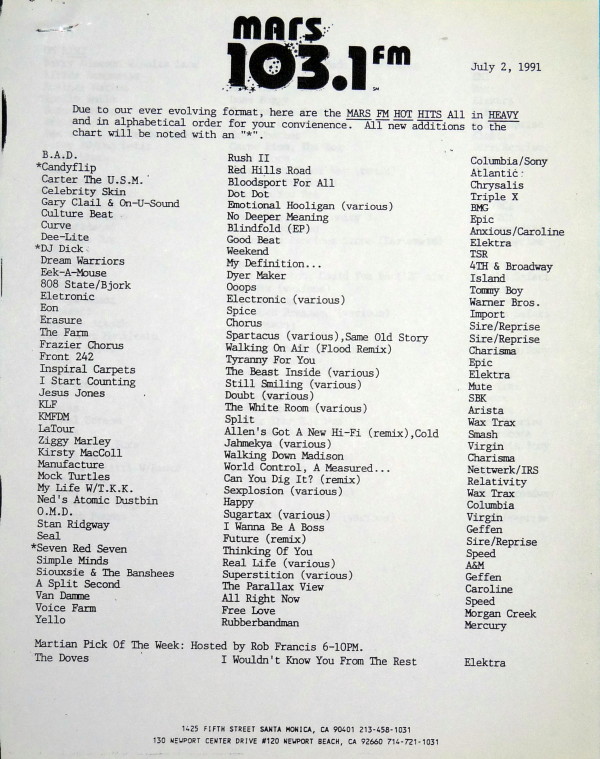 MARS
103.1 FM
July 2, 1991
Due to our ever evolving format, here are the MARS FM HOT HITS All in HEAVY
and in alphabetical order for your convienence. All new additions to the
chart will be noted with an "*".
B.A.D. Rush II Columbia/Sony
*Candyflip Red Hills Road Atlantic
Carter The U.S.M. Bloodsport For All Chrysalis
Celebrity Skin Dot Dot Triple X
Gary Clail & On-U-Sound Emotional Hooligan (various) BMG
Culture Beat No Deeper Meaning Epic
Curve Blindfold (EP) Anxious/Caroline
Dee-Lite Good Beat Elektra
*DJ Dick Weekend TSR
Dream Warriors My Definition... 4TH & Broadway
Eek-A-Mouse Dyer Maker Island
808 State/Bjork Ooops Tommy Boy
Eletronic Electronic (various) Warner Bros.
Eon Spice Import
Erasure Chorus Sire/Reprise
The Farm Spartacus (various),Same Old Story Sire/Reprise
Frazier Chorus Walking On Air (Flood Remix) Charisma
Front 242 Tyranny For You Epic
Inspiral Carpets The Beast Inside (various) Elektra
I Start Counting Still Smiling (various) Mute
Jesus Jones Doubt (various) SBK
KLF The White Room (various) Arista
KMFDM Split Wax Trax
LaTour Allen's Got A New Hi-Fi (remix),Cold Smash
Ziggy Marley Jahmekya (various) Virgin
Kirsty MacColl Walking Down Madison Charisma
Manufacture World Control, A Measured... Nettwerk/IRS
Mock Turtles Can You Dig It? (remix) Relativity
My Life W/T.K.K. Sexplosion (various) Wax Trax
Ned's Atomic Dustbin Happy Columbia
O.M.D. Sugartax (various) Virgin
Stan Ridgway I Wanna Be A Boss Geffen
Seal Future (remix) Sire/Reprise
*Seven Red Seven Thinking Of You Speed
Simple Minds Real Life (various) A&M
Siouxsie & The Banshees Superstition (various) Geffen
A Split Second The Parallax View Caroline
Van Damme All Right Now Speed
Voice Farm Free Love Morgan Creek
Yello Rubberbandman Mercury
Martian Pick Of The Week: Hosted by Rob Francis 6-10PM.
The Doves I Wouldn't Know You From The Rest Elektra
1425 FIFTH STREET SANTA MONICA, CA 90401 213-458-1031
130 NEWPORT CENTER DRIVE #120 NEWPORT BEACH, CA 92660 714-721-1031